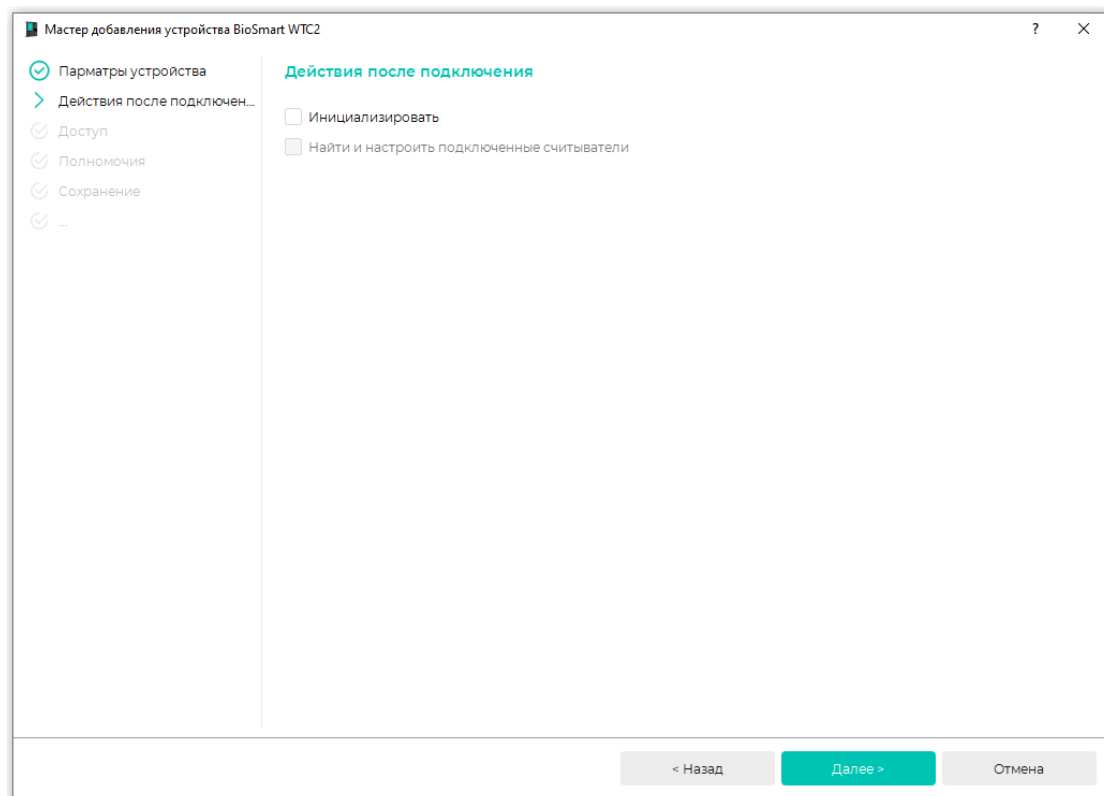 Мастер добавления устройства BioSmart WTC2
?
Парматры устройства
Действия после подключен...
Доступ
Полномочия
Сохранение
...
Действия после подключения
Инициализировать
Найти и настроить подключенные считыватели
< Назад
Далее >
Отмена